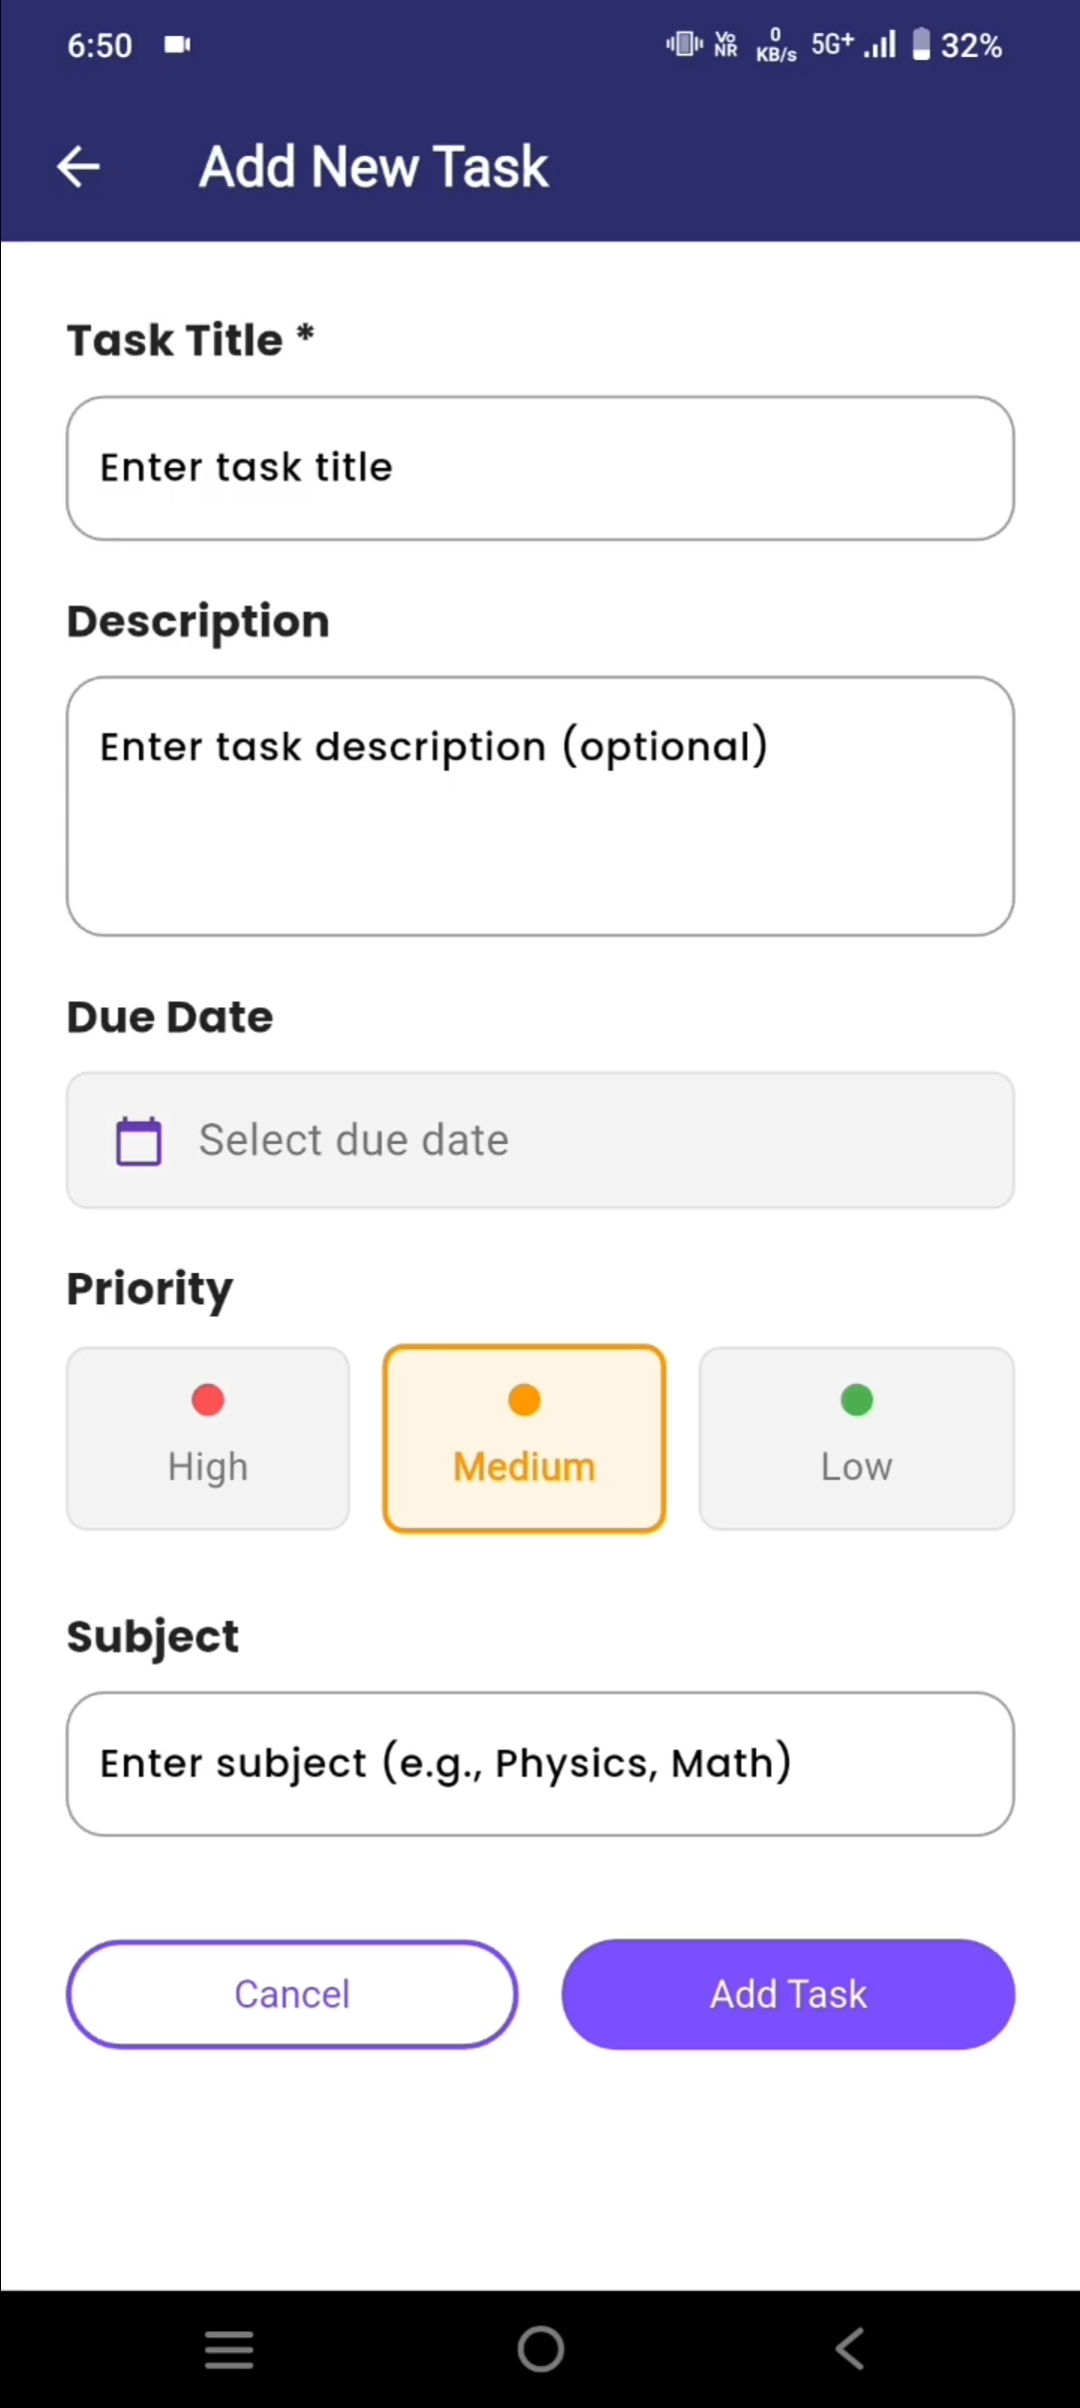 6:50 Vo NR 0 KB/s 5G+ 32%
Add New Task
Task Title *
Enter task title
Description
Enter task description (optional)
Due Date
Select due date
Priority
High Medium Low
Subject
Enter subject (e.g., Physics, Math)
Cancel Add Task